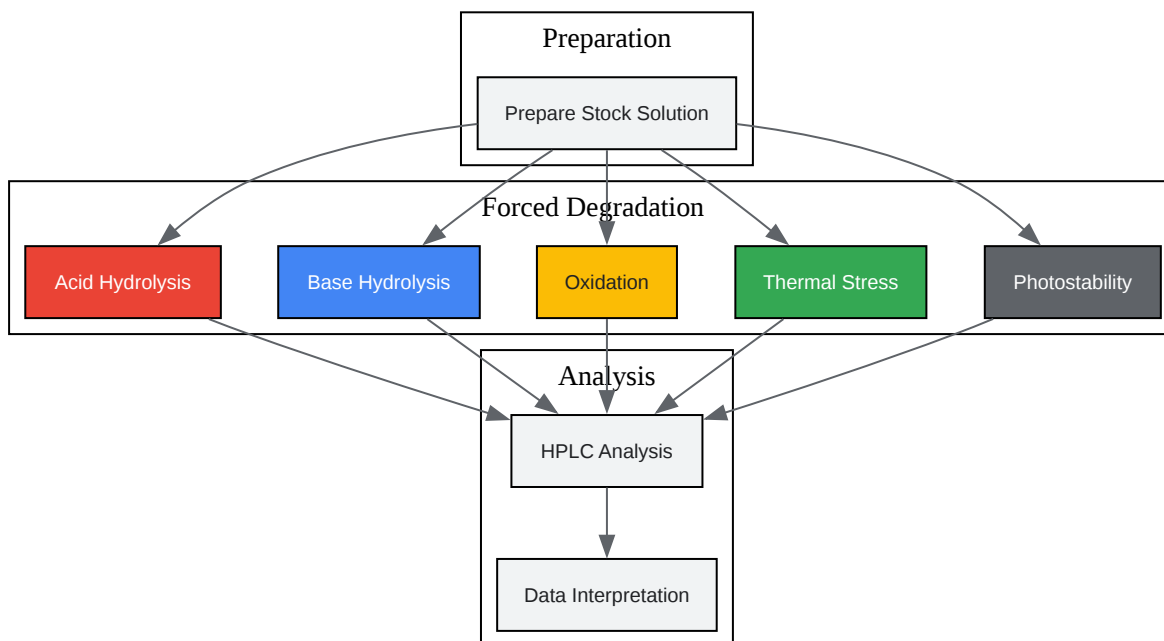 Preparation
Prepare Stock Solution
Forced Degradation
Acid Hydrolysis
Base Hydrolysis
Oxidation
Thermal Stress
Photostability
Analysis
HPLC Analysis
Data Interpretation